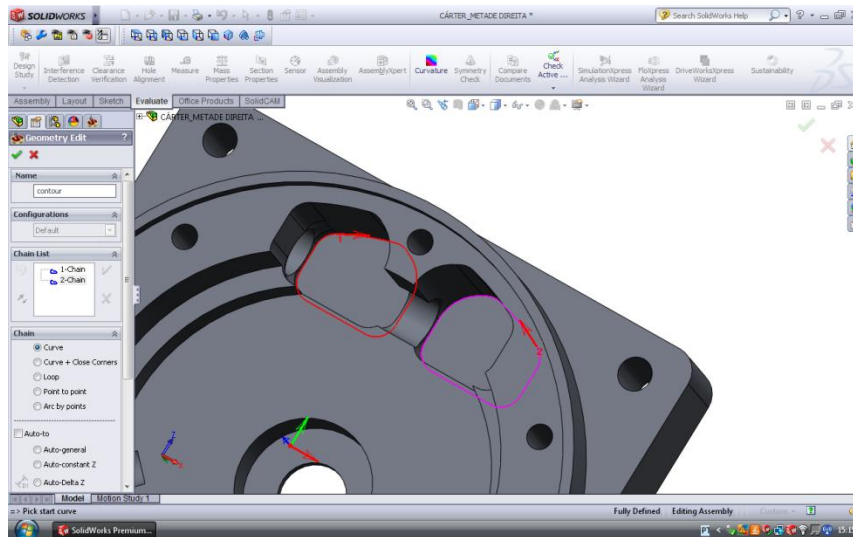 SOLIDWORKS
CÁRTER_METADE DIREITA *
Search SolidWorks Help
Design Study
Interference Detection
Clearance Verification
Hole Alignment
Measure
Mass Properties
Section Properties
Sensor
Assembly Visualization
AssemblyXpert
Curvature
Symmetry Check
Compare Documents
Check Active ...
SimulationXpress Analysis Wizard
FloXpress Analysis Wizard
DriveWorksXpress Wizard
Sustainability
Assembly Layout Sketch Evaluate Office Products SolidCAM
CÁRTER_METADE DIREITA ...
Geometry Edit ?
Name
contour
Configurations
Default
Chain List
1-Chain
2-Chain
Chain
Curve
Curve + Close Corners
Loop
Point to point
Arc by points
Auto-to
Auto-general
Auto-constant Z
Auto-Delta Z
1
2
Z
X
Model Motion Study 1
=> Pick start curve
Fully Defined Editing Assembly Custom
SolidWorks Premium...